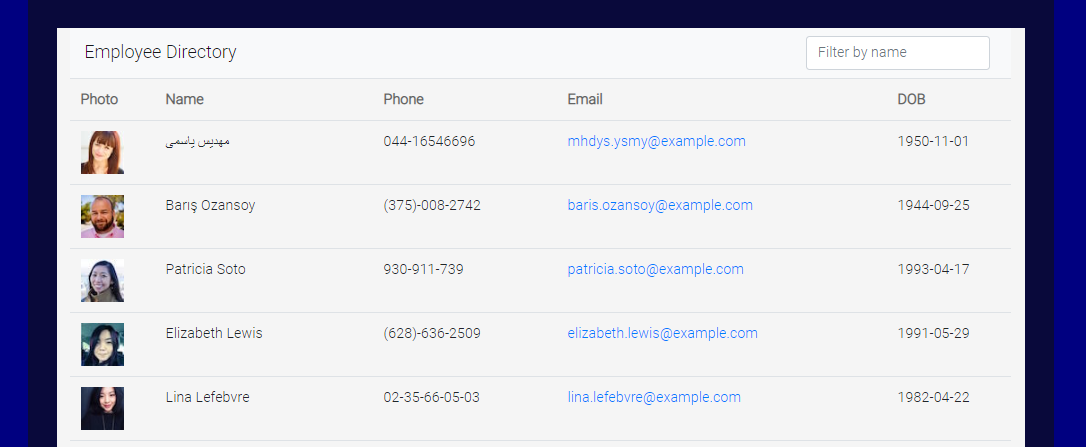 Employee Directory Filter by name
Photo Name Phone Email DOB
مهدیس یاسمی 044-16546696 mhdys.ysmy@example.com 1950-11-01
Barış Ozansoy (375)-008-2742 baris.ozansoy@example.com 1944-09-25
Patricia Soto 930-911-739 patricia.soto@example.com 1993-04-17
Elizabeth Lewis (628)-636-2509 elizabeth.lewis@example.com 1991-05-29
Lina Lefebvre 02-35-66-05-03 lina.lefebvre@example.com 1982-04-22